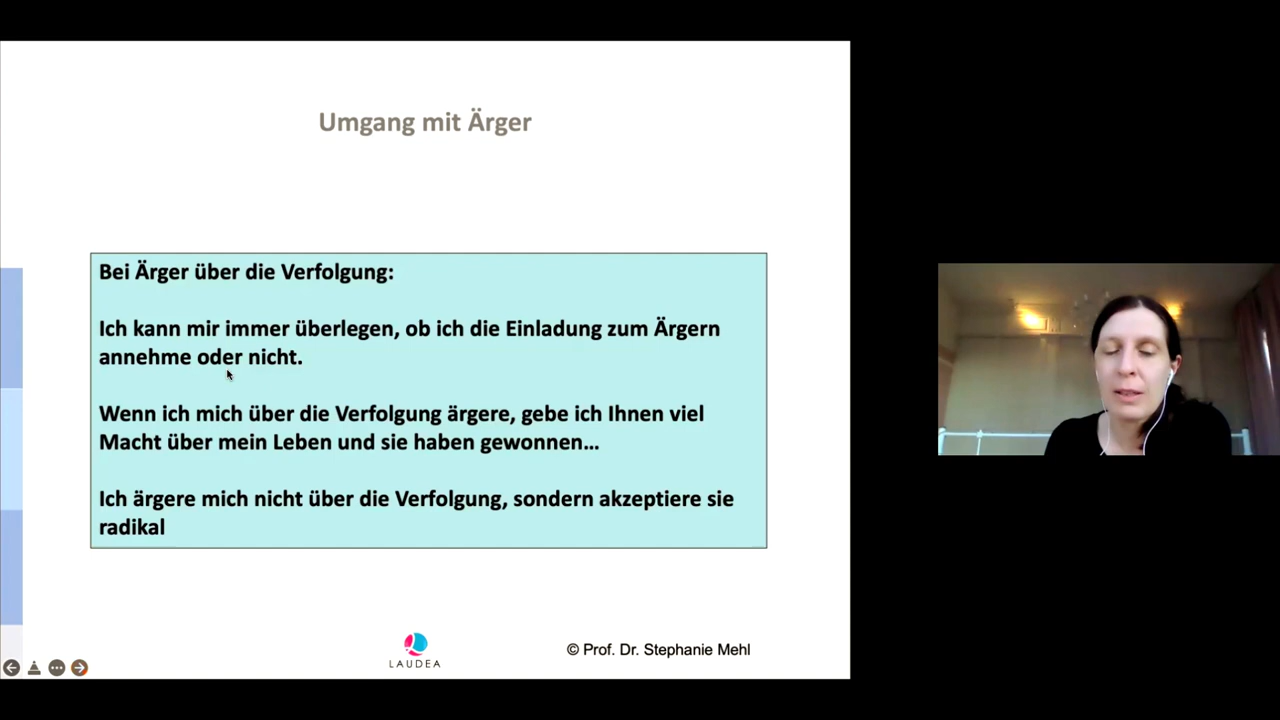 Umgang mit Ärger
Bei Ärger über die Verfolgung:
Ich kann mir immer überlegen, ob ich die Einladung zum Ärgern
annehme oder nicht.
Wenn ich mich über die Verfolgung ärgere, gebe ich Ihnen viel
Macht über mein Leben und sie haben gewonnen...
Ich ärgere mich nicht über die Verfolgung, sondern akzeptiere sie
radikal
LAUDEA
© Prof. Dr. Stephanie Mehl